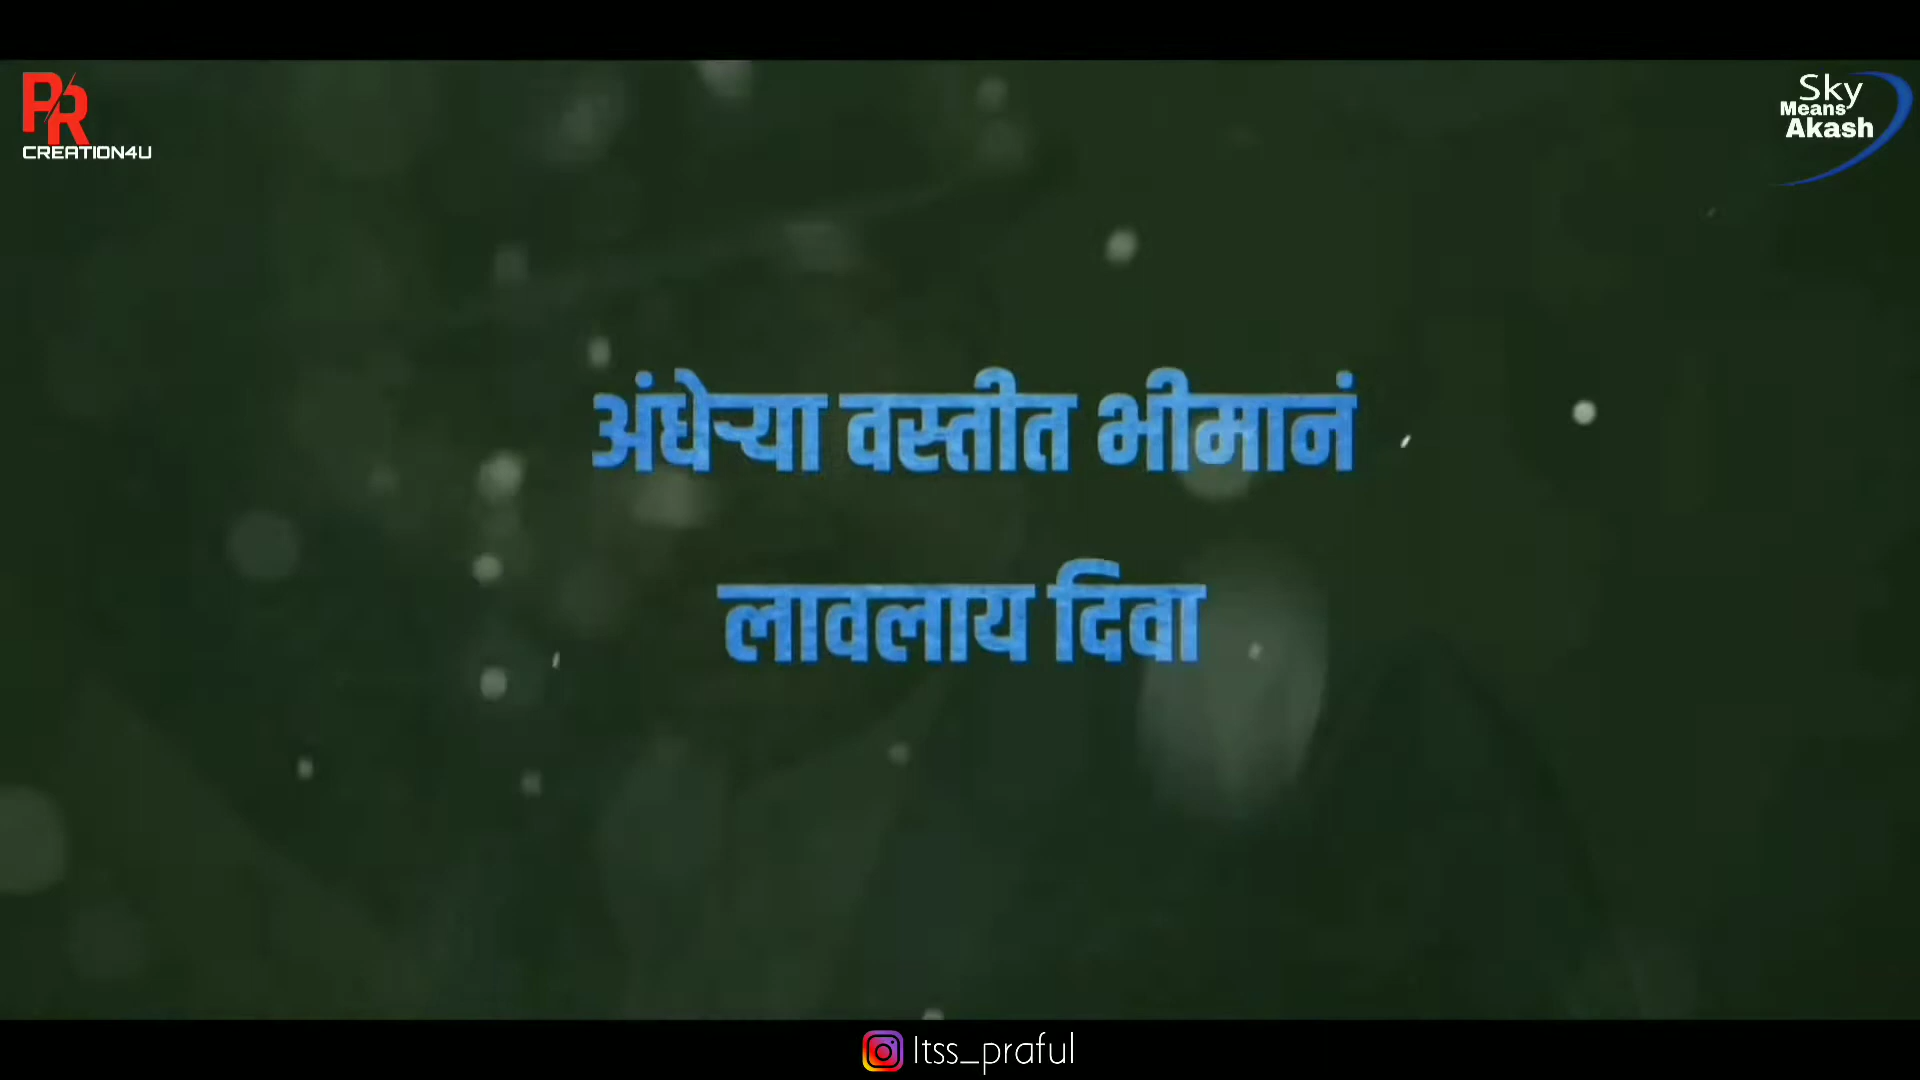 PR
CREATION4U
Sky
Means
Akash
अंधेऱ्या वस्तीत भीमानं
लावलाय दिवा
Itss_praful